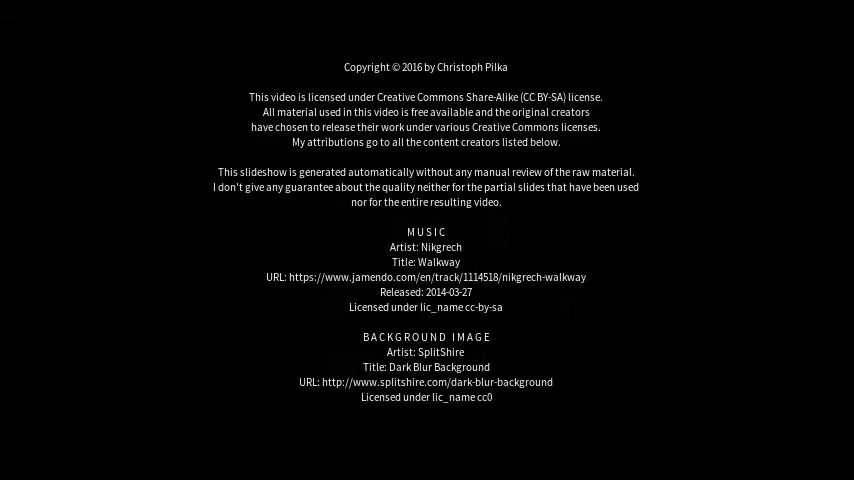 Copyright © 2016 by Christoph Pilka
This video is licensed under Creative Commons Share-Alike (CC BY-SA) license.
All material used in this video is free available and the original creators
have chosen to release their work under various Creative Commons licenses.
My attributions go to all the content creators listed below.
This slideshow is generated automatically without any manual review of the raw material.
I don't give any guarantee about the quality neither for the partial slides that have been used
nor for the entire resulting video.
MUSIC
Artist: Nikgrech
Title: Walkway
URL: https://www.jamendo.com/en/track/1114518/nikgrech-walkway
Released: 2014-03-27
Licensed under lic_name cc-by-sa
BACKGROUND IMAGE
Artist: SplitShire
Title: Dark Blur Background
URL: http://www.splitshire.com/dark-blur-background
Licensed under lic_name cc0